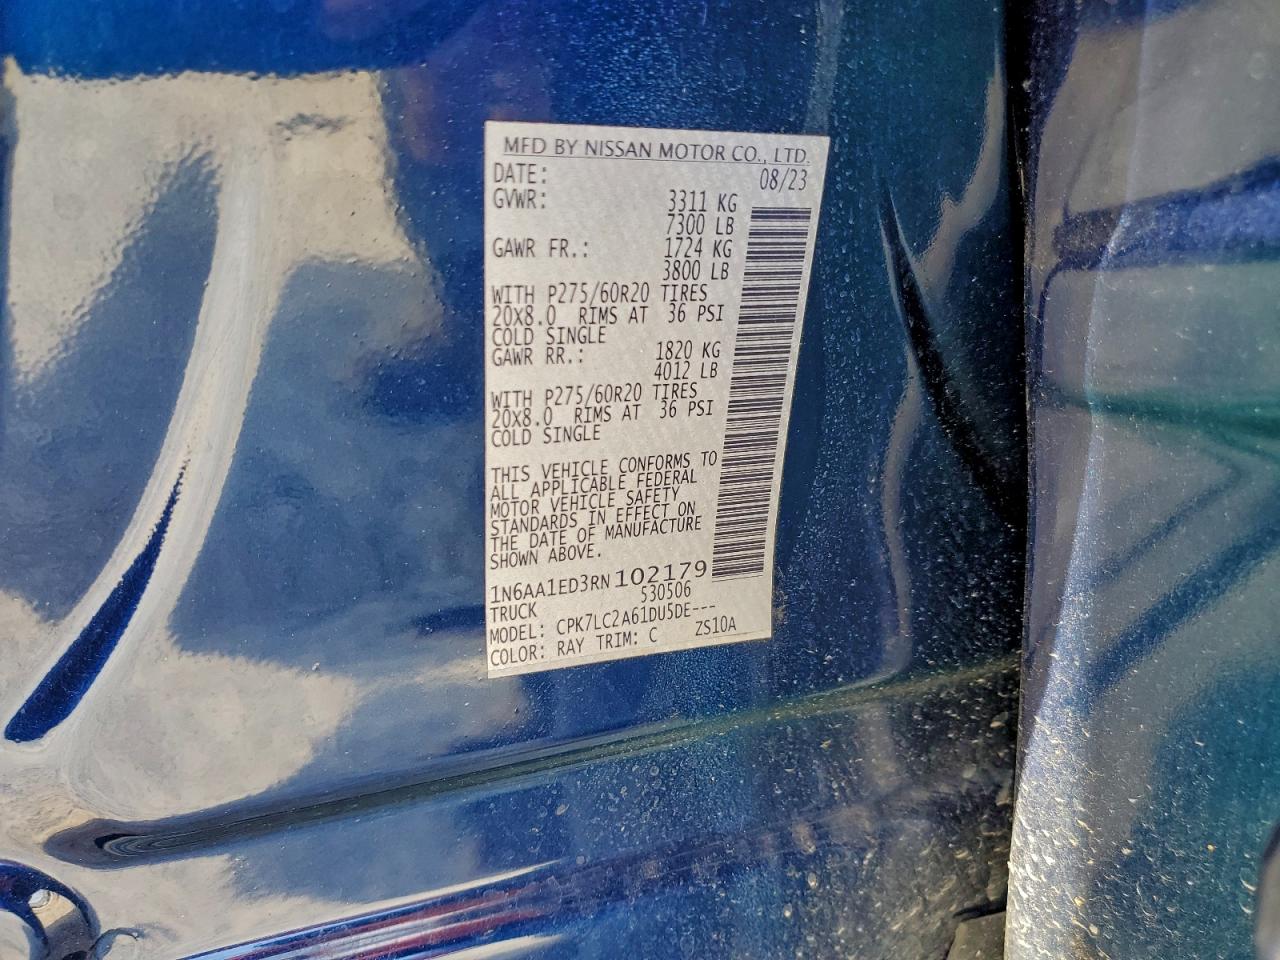 MFD BY NISSAN MOTOR CO., LTD.
DATE: 08/23
GVWR: 3311 KG
7300 LB
GAWR FR.: 1724 KG
3800 LB
WITH P275/60R20 TIRES
20X8.0 RIMS AT 36 PSI
COLD SINGLE
GAWR RR.: 1820 KG
4012 LB
WITH P275/60R20 TIRES
20X8.0 RIMS AT 36 PSI
COLD SINGLE
THIS VEHICLE CONFORMS TO
ALL APPLICABLE FEDERAL
MOTOR VEHICLE SAFETY
STANDARDS IN EFFECT ON
THE DATE OF MANUFACTURE
SHOWN ABOVE.
1N6AA1ED3RN102179
TRUCK 530506
MODEL: CPK7LC2A61DU5DE---
COLOR: RAY TRIM: C ZS10A